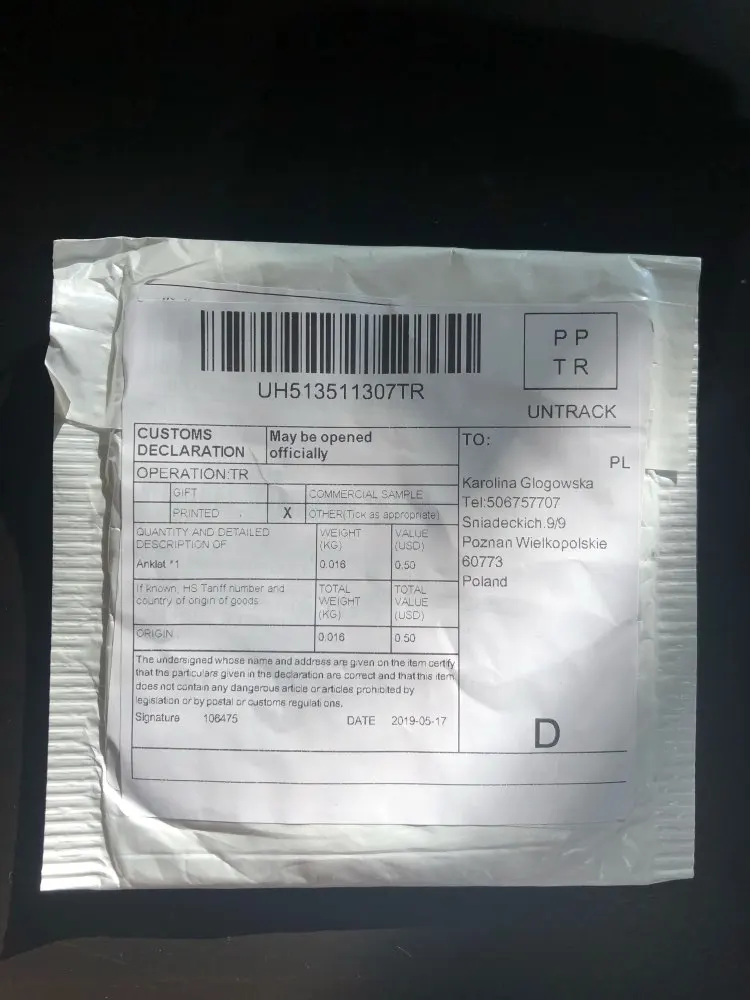 UH513511307TR
PP
TR
UNTRACK
CUSTOMS
DECLARATION
May be opened
officially
OPERATION:TR
GIFT
COMMERCIAL SAMPLE
PRINTED
X
OTHER(Tick as appropriate)
QUANTITY AND DETAILED
DESCRIPTION OF
WEIGHT
(KG)
VALUE
(USD)
Anklat *1
0.016
0.50
If known, HS Tariff number and
country of origin of goods
TOTAL
WEIGHT
(KG)
TOTAL
VALUE
(USD)
ORIGIN
0.016
0.50
The undersigned whose name and address are given on the item certify
that the particulars given in the declaration are correct and that this item
does not contain any dangerous article or articles prohibited by
legislation or by postal or customs regulations.
Signature 106475 DATE 2019-05-17
TO:
PL
Karolina Glogowska
Tel:506757707
Sniadeckich.9/9
Poznan Wielkopolskie
60773
Poland
D